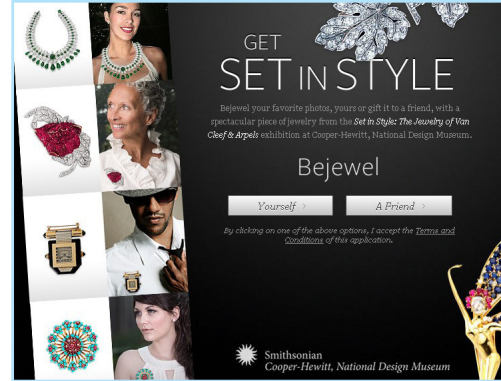 GET
SET IN STYLE
Bejewel your favorite photos, yours or gift it to a friend, with a
spectacular piece of jewelry from the Set in Style: The Jewelry of Van
Cleef & Arpels exhibition at Cooper-Hewitt, National Design Museum.
Bejewel
Yourself >
A Friend >
By clicking on one of the above options, I accept the Terms and
Conditions of this application.
Smithsonian
Cooper-Hewitt, National Design Museum